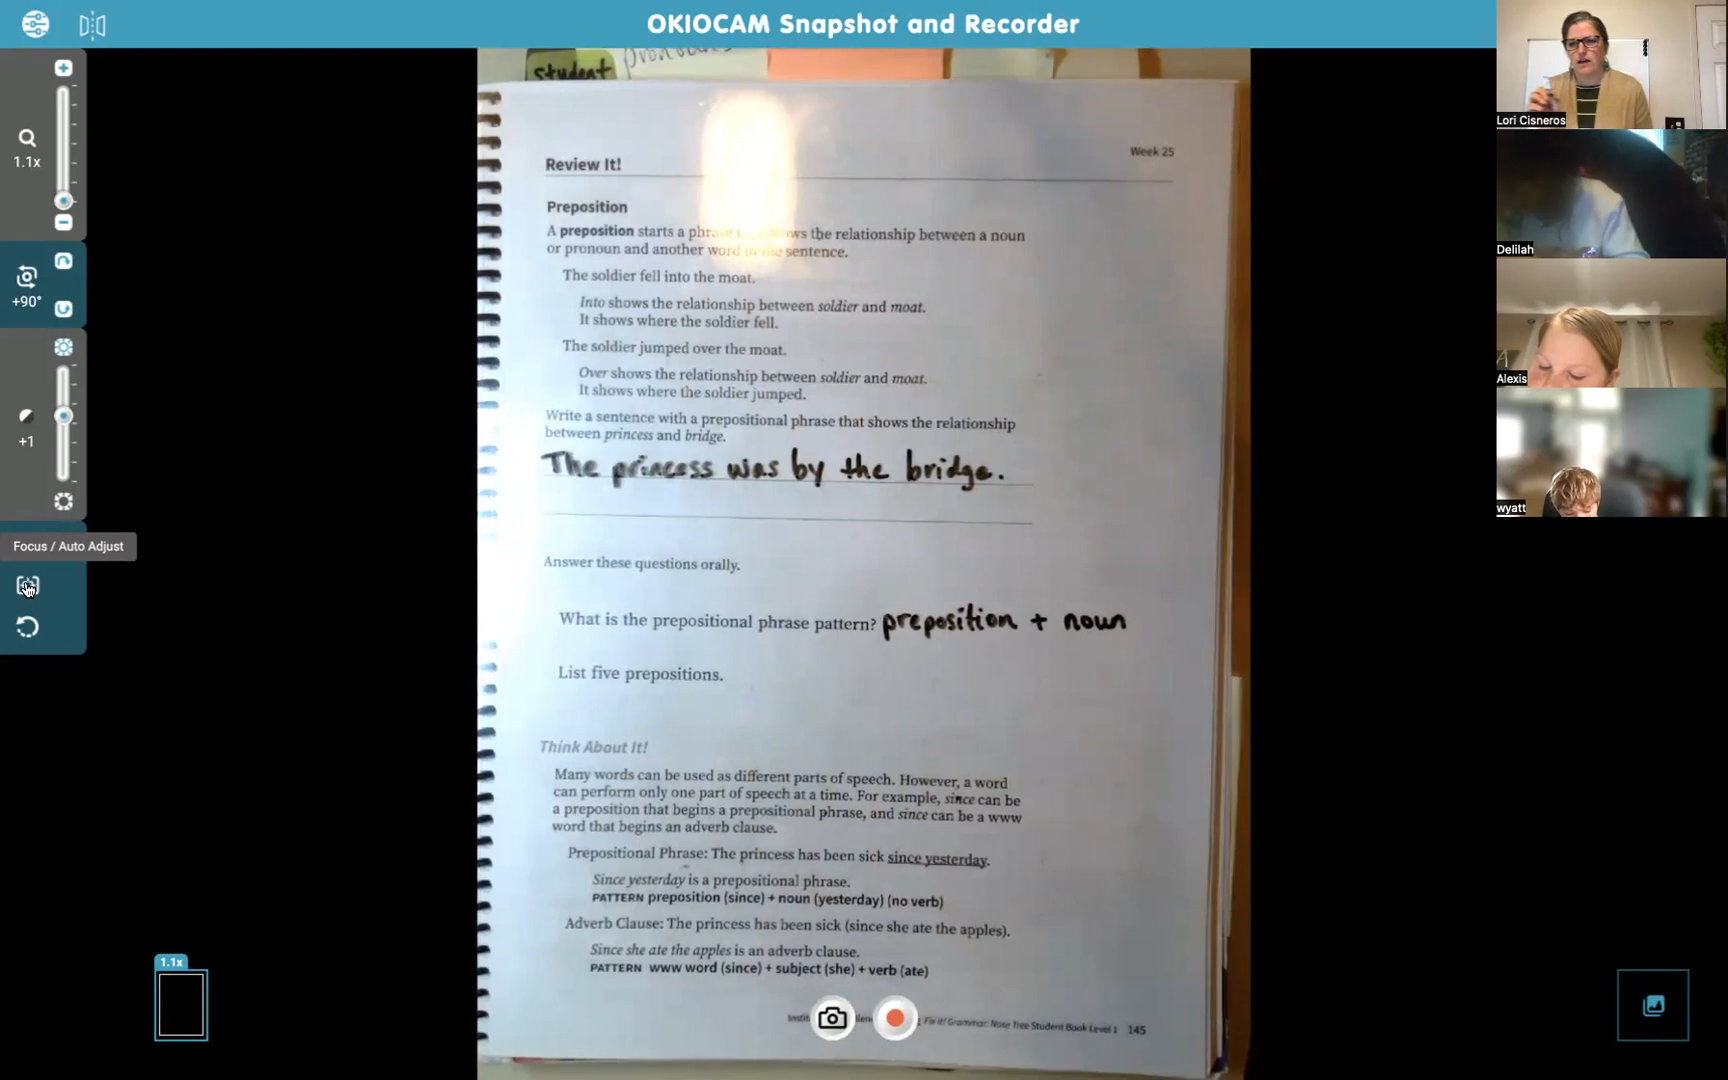 OKIOCAM Snapshot and Recorder
1.1x
+90°
+1
Focus / Auto Adjust
1.1x
student
Week 25
Review It!
Preposition
A preposition starts a the relationship between a noun
or pronoun and another word in sentence.
The soldier fell into the moat.
Into shows the relationship between soldier and moat.
It shows where the soldier fell.
The soldier jumped over the moat.
Over shows the relationship between soldier and moat.
It shows where the soldier jumped.
Write a sentence with a prepositional phrase that shows the relationship
between princess and bridge.
The princess was by the bridge.
Answer these questions orally.
What is the prepositional phrase pattern? preposition + noun
List five prepositions.
Think About It!
Many words can be used as different parts of speech. However, a word
can perform only one part of speech at a time. For example, since can be
a preposition that begins a prepositional phrase, and since can be a www
word that begins an adverb clause.
Prepositional Phrase: The princess has been sick since yesterday.
Since yesterday is a prepositional phrase.
PATTERN preposition (since) + noun (yesterday) (no verb)
Adverb Clause: The princess has been sick (since she ate the apples).
Since she ate the apples is an adverb clause.
PATTERN www word (since) + subject (she) + verb (ate)
Fix It! Grammar: Nose Tree Student Book Level 1 145
Lori Cisneros
Delilah
Alexis
wyatt